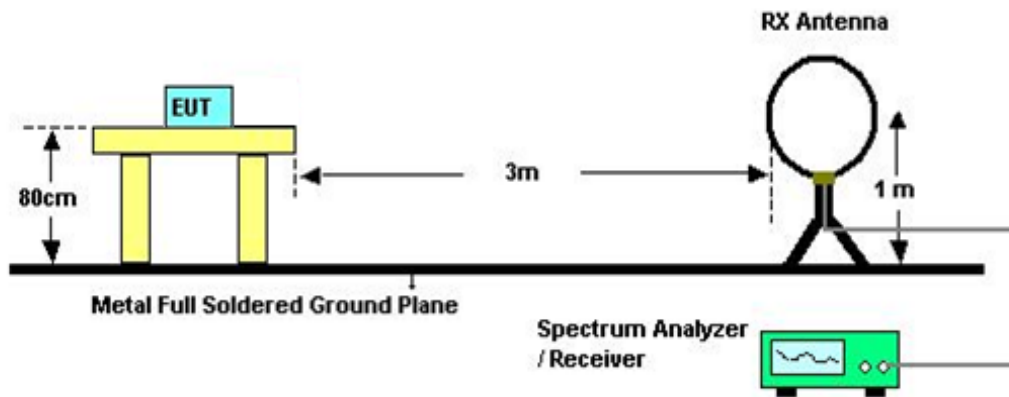 RX Antenna
EUT
80cm
3m
1 m
Metal Full Soldered Ground Plane
Spectrum Analyzer
/ Receiver